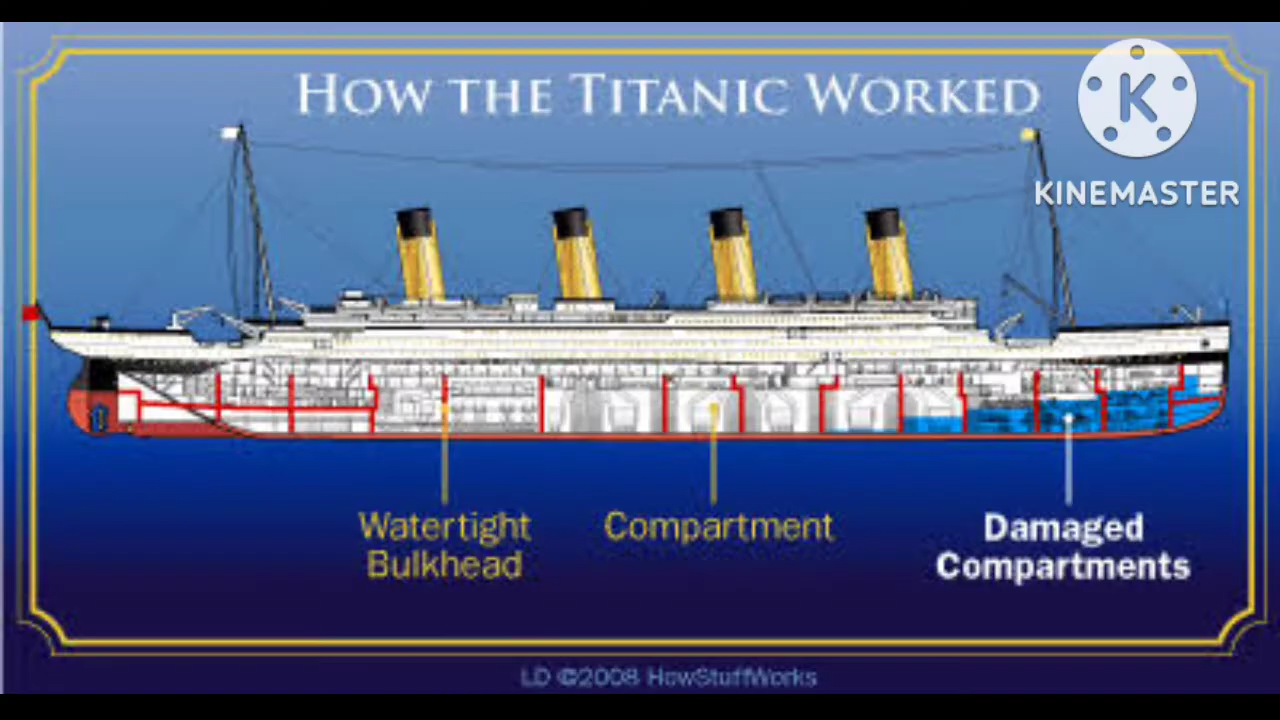 HOW THE TITANIC WORKED
K
KINEMASTER
Watertight
Bulkhead
Compartment
Damaged
Compartments
LD ©2008 HowStuffWorks